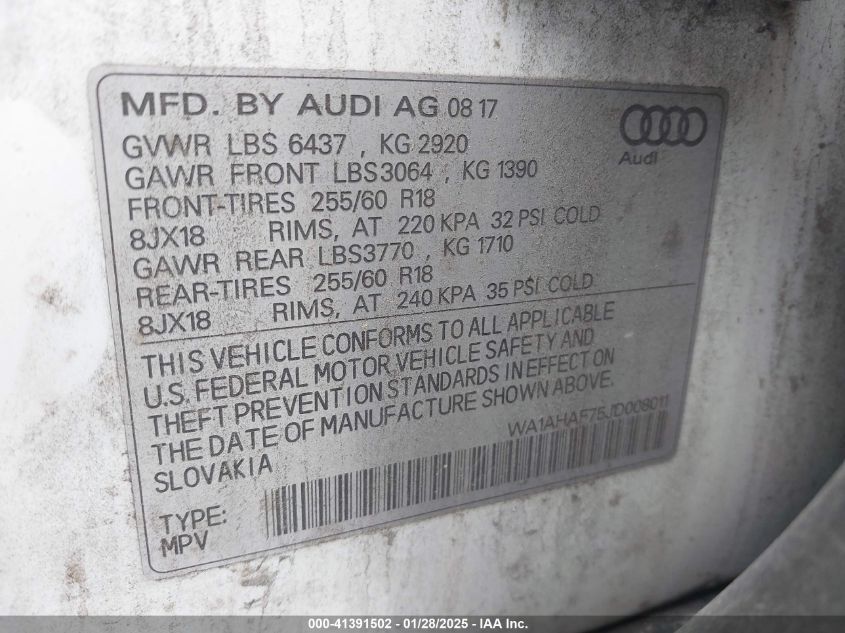 MFD. BY AUDI AG 08 17
Audi
GVWR LBS 6437 , KG 2920
GAWR FRONT LBS3064 , KG 1390
FRONT-TIRES 255/60 R18
8JX18 RIMS, AT 220 KPA 32 PSI COLD
GAWR REAR LBS3770 , KG 1710
REAR-TIRES 255/60 R18
8JX18 RIMS, AT 240 KPA 35 PSI COLD
THIS VEHICLE CONFORMS TO ALL APPLICABLE
U.S. FEDERAL MOTOR VEHICLE SAFETY AND
THEFT PREVENTION STANDARDS IN EFFECT ON
THE DATE OF MANUFACTURE SHOWN ABOVE.
SLOVAKIA
WA1AHAF75JD008011
TYPE:
MPV
000-41391502 - 01/28/2025 - IAA Inc.